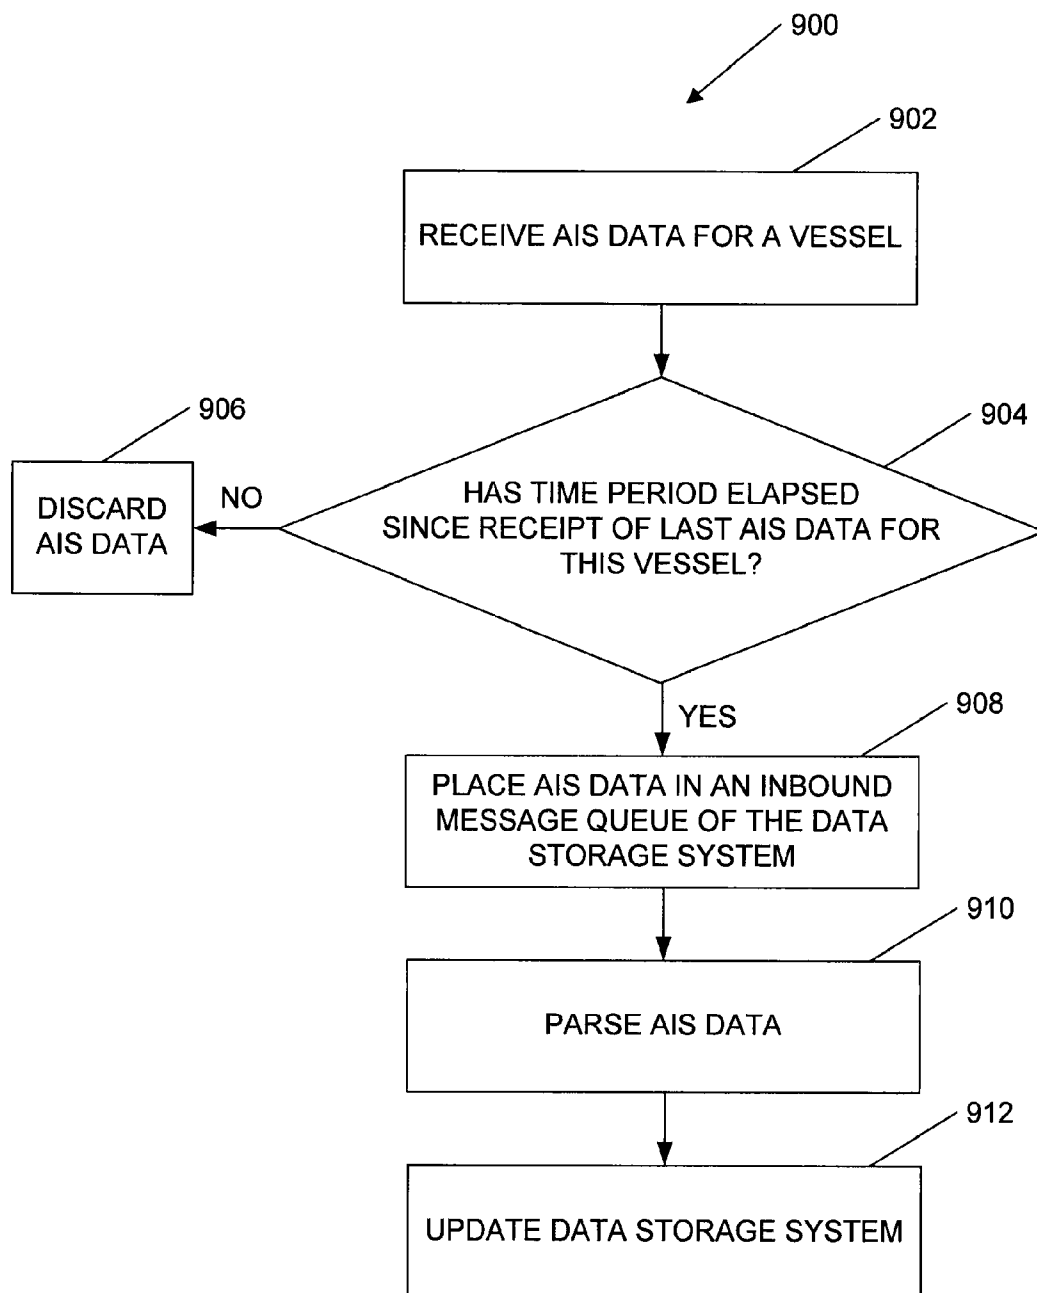 900
902
RECEIVE AIS DATA FOR A VESSEL
906
904
DISCARD
AIS DATA
NO
HAS TIME PERIOD ELAPSED
SINCE RECEIPT OF LAST AIS DATA FOR
THIS VESSEL?
YES
908
PLACE AIS DATA IN AN INBOUND
MESSAGE QUEUE OF THE DATA
STORAGE SYSTEM
910
PARSE AIS DATA
912
UPDATE DATA STORAGE SYSTEM